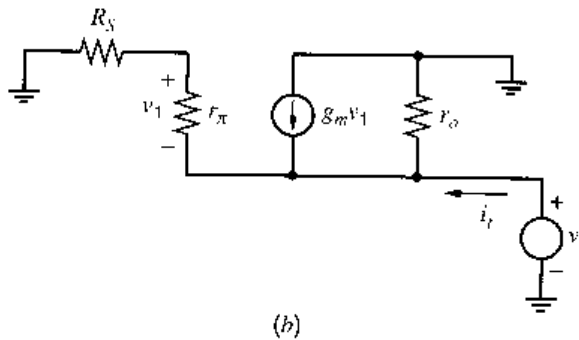 R_S
+
v_1
r_π
−
g_m v_1
r_o
i_t
+
v
−
(b)